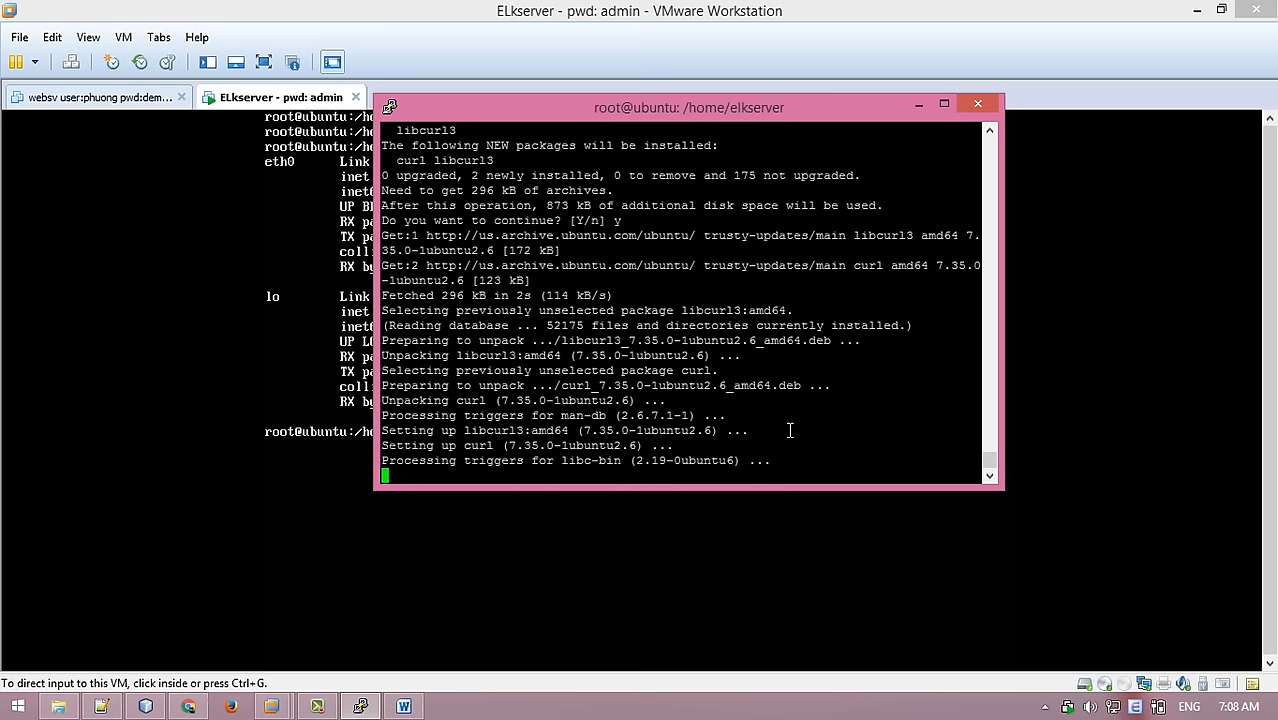 ELkserver - pwd: admin - VMware Workstation
File Edit View VM Tabs Help
websv user:phuong pwd:dem...
ELkserver - pwd: admin
root@ubuntu: /home/elkserver
root@ubuntu:/h
root@ubuntu:/h
root@ubuntu:/h
eth0 Link
inet
inet
UP
RX pa
TX pa
coll
RX by
lo Link
inet
inet
UP LO
RX pa
TX pa
coll
RX by
root@ubuntu:/h
libcurl3
The following NEW packages will be installed:
curl libcurl3
0 upgraded, 2 newly installed, 0 to remove and 175 not upgraded.
Need to get 296 kB of archives.
After this operation, 873 kB of additional disk space will be used.
Do you want to continue? [Y/n] y
Get:1 http://us.archive.ubuntu.com/ubuntu/ trusty-updates/main libcurl3 amd64 7.
35.0-1ubuntu2.6 [172 kB]
Get:2 http://us.archive.ubuntu.com/ubuntu/ trusty-updates/main curl amd64 7.35.0
-1ubuntu2.6 [123 kB]
Fetched 296 kB in 2s (114 kB/s)
Selecting previously unselected package libcurl3:amd64.
(Reading database ... 52175 files and directories currently installed.)
Preparing to unpack .../libcurl3_7.35.0-1ubuntu2.6_amd64.deb ...
Unpacking libcurl3:amd64 (7.35.0-1ubuntu2.6) ...
Selecting previously unselected package curl.
Preparing to unpack .../curl_7.35.0-1ubuntu2.6_amd64.deb ...
Unpacking curl (7.35.0-1ubuntu2.6) ...
Processing triggers for man-db (2.6.7.1-1) ...
Setting up libcurl3:amd64 (7.35.0-1ubuntu2.6) ...
Setting up curl (7.35.0-1ubuntu2.6) ...
Processing triggers for libc-bin (2.19-0ubuntu6) ...
To direct input to this VM, click inside or press Ctrl+G.
ENG 7:08 AM